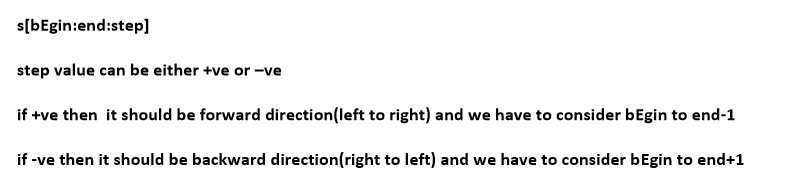 s[bEgin:end:step]
step value can be either +ve or –ve
if +ve then  it should be forward direction(left to right) and we have to consider bEgin to end-1
if -ve then it should be backward direction(right to left) and we have to consider bEgin to end+1